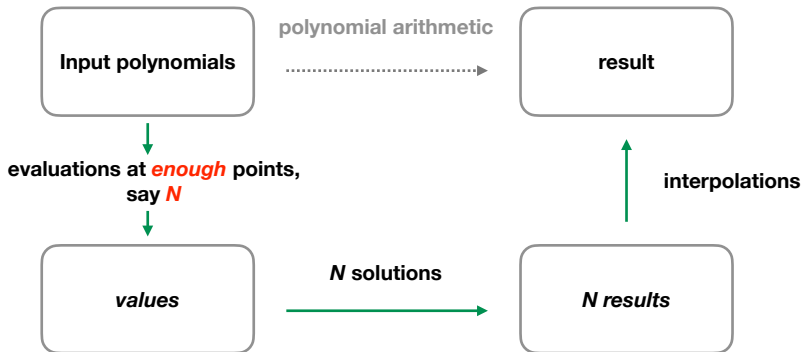 polynomial arithmetic
Input polynomials
result
evaluations at enough points,
say N
interpolations
N solutions
values
N results